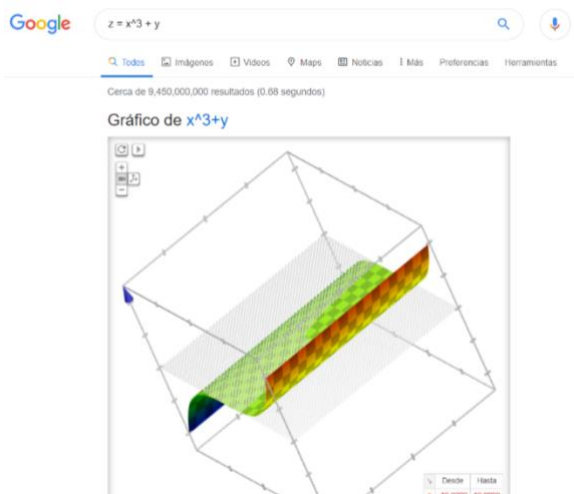 Google
z = x^3 + y
Todos Imágenes Videos Maps Noticias Más Preferencias Herramientas
Cerca de 9,450,000,000 resultados (0.68 segundos)
Gráfico de x^3+y
Desde Hasta